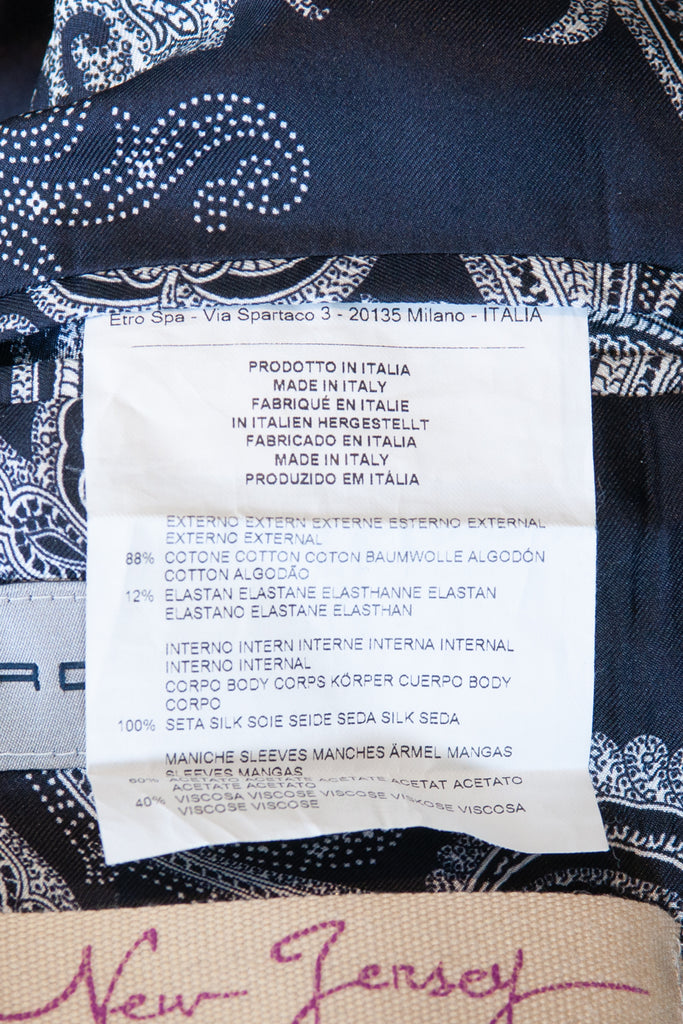 Etro Spa - Via Spartaco 3 - 20135 Milano - ITALIA
PRODOTTO IN ITALIA
MADE IN ITALY
FABRIQUÉ EN ITALIE
IN ITALIEN HERGESTELLT
FABRICADO EN ITALIA
MADE IN ITALY
PRODUZIDO EM ITÁLIA
EXTERNO EXTERN EXTERNE ESTERNO EXTERNAL
EXTERNO EXTERNAL
88% COTONE COTTON COTON BAUMWOLLE ALGODÓN
COTTON ALGODÃO
12% ELASTAN ELASTANE ELASTHANNE ELASTAN
ELASTANO ELASTANE ELASTHAN
INTERNO INTERN INTERNE INTERNA INTERNAL
INTERNO INTERNAL
CORPO BODY CORPS KÖRPER CUERPO BODY
CORPO
100% SETA SILK SOIE SEIDE SEDA SILK SEDA
MANICHE SLEEVES MANCHES ÄRMEL MANGAS
SLEEVES MANGAS
60% ACETATO ACETATE ACETATE ACETAT ACETATO
ACETATE ACETATO
40% VISCOSA VISCOSE VISCOSE VISKOSE VISCOSA
VISCOSE VISCOSE
New Jersey